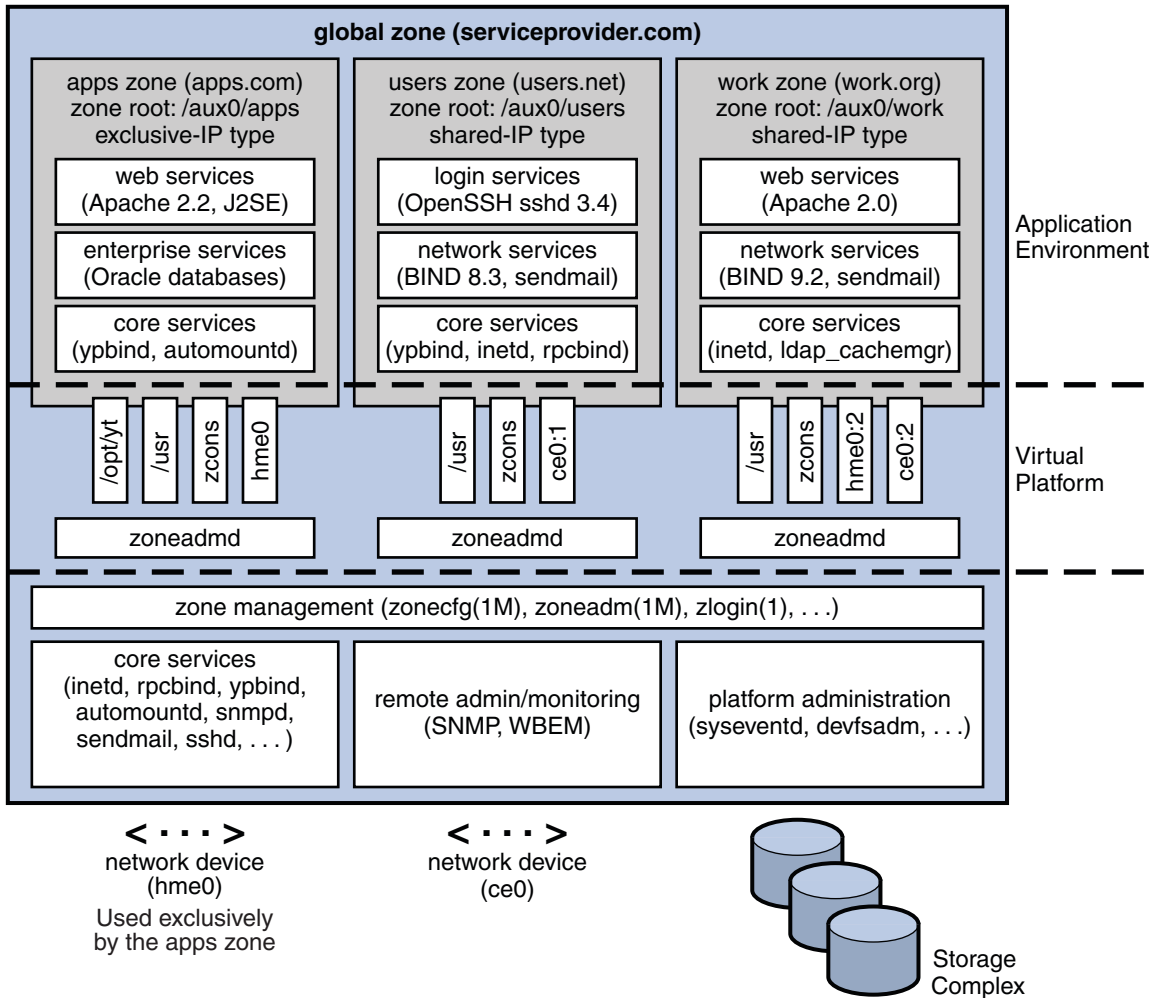 global zone (serviceprovider.com)
apps zone (apps.com)
zone root: /aux0/apps
exclusive-IP type
web services
(Apache 2.2, J2SE)
enterprise services
(Oracle databases)
core services
(ypbind, automountd)
users zone (users.net)
zone root: /aux0/users
shared-IP type
login services
(OpenSSH sshd 3.4)
network services
(BIND 8.3, sendmail)
core services
(ypbind, inetd, rpcbind)
work zone (work.org)
zone root: /aux0/work
shared-IP type
web services
(Apache 2.0)
network services
(BIND 9.2, sendmail)
core services
(inetd, ldap_cachemgr)
Application
Environment
/opt/yt
/usr
zcons
hme0
/usr
zcons
ce0:1
/usr
zcons
hme0:2
ce0:2
zoneadmd
zoneadmd
zoneadmd
Virtual
Platform
zone management (zonecfg(1M), zoneadm(1M), zlogin(1), . . .)
core services
(inetd, rpcbind, ypbind,
automountd, snmpd,
sendmail, sshd, . . . )
remote admin/monitoring
(SNMP, WBEM)
platform administration
(syseventd, devfsadm, . . .)
< · · · >
network device
(hme0)
Used exclusively
by the apps zone
< · · · >
network device
(ce0)
Storage
Complex